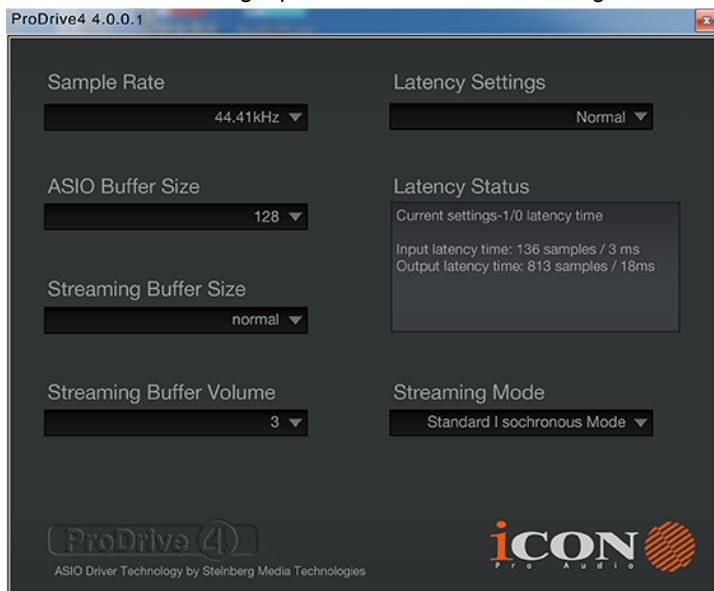 ProDrive4 4.0.0.1
Sample Rate
44.41kHz
ASIO Buffer Size
128
Streaming Buffer Size
normal
Streaming Buffer Volume
3
Latency Settings
Normal
Latency Status
Current settings-1/0 latency time
Input latency time: 136 samples / 3 ms
Output latency time: 813 samples / 18ms
Streaming Mode
Standard I sochronous Mode
ProDrive 4
ASIO Driver Technology by Steinberg Media Technologies
iCON
Pro Audio